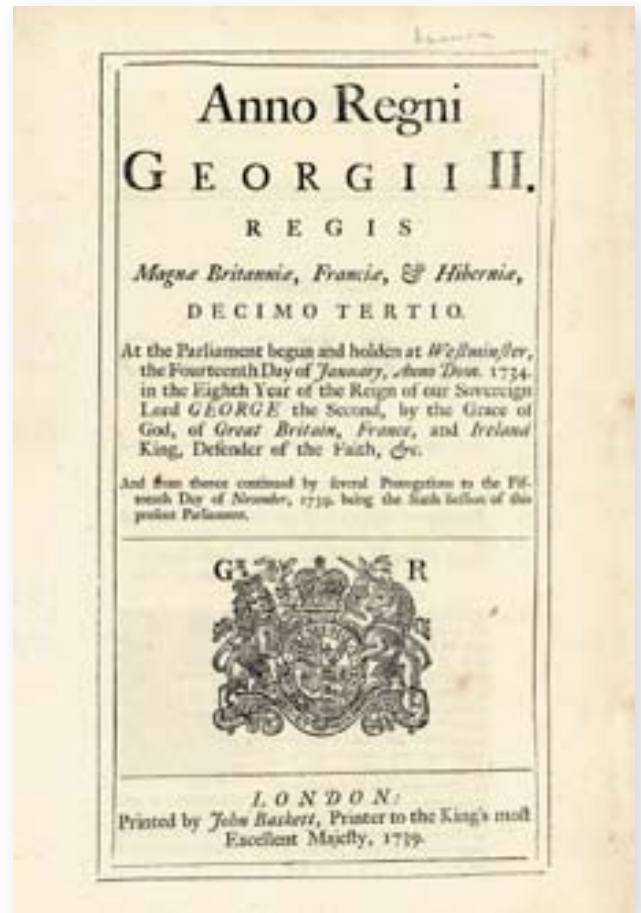 Anno Regni
GEORGII II.
REGIS
Magnæ Britanniæ, Franciæ, & Hiberniæ,
DECIMO TERTIO.
At the Parliament begun and holden at Weſtminſter,
the Fourteenth Day of January, Anno Dom. 1734.
in the Eighth Year of the Reign of our Sovereign
Lord GEORGE the Second, by the Grace of
God, of Great Britain, France, and Ireland
King, Defender of the Faith, &c.
And from thence continued by ſeveral Prorogations to the Fif-
teenth Day of November, 1739. being the Sixth Seſſion of this
preſent Parliament.
G R
LONDON:
Printed by John Baskett, Printer to the King's moſt
Excellent Majeſty, 1739.